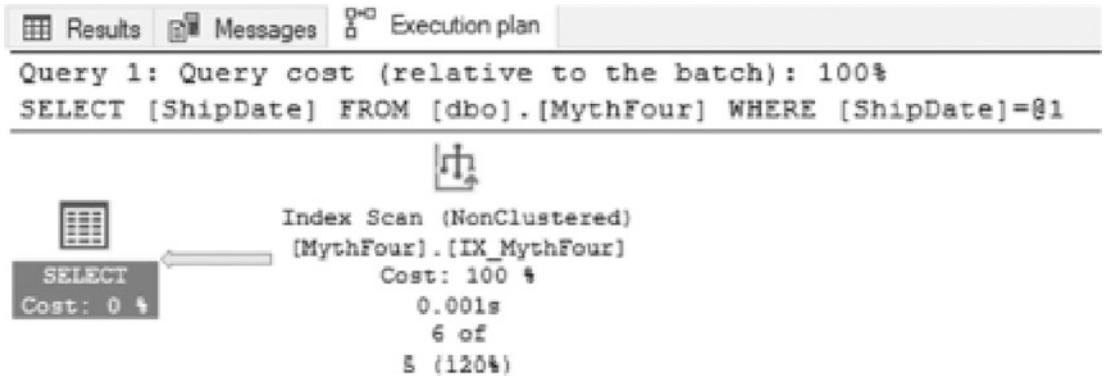 Results Messages Execution plan
Query 1: Query cost (relative to the batch): 100%
SELECT [ShipDate] FROM [dbo].[MythFour] WHERE [ShipDate]=@1
Index Scan (NonClustered)
[MythFour].[IX_MythFour]
SELECT
Cost: 0 %
Cost: 100 %
0.001s
6 of
5 (120%)